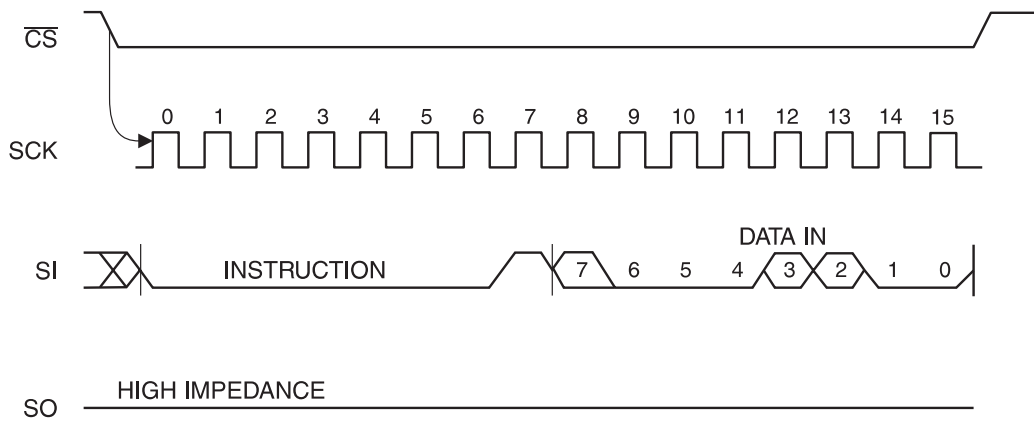 CS
0 1 2 3 4 5 6 7 8 9 10 11 12 13 14 15
SCK
DATA IN
SI
INSTRUCTION
7 6 5 4 3 2 1 0
HIGH IMPEDANCE
SO